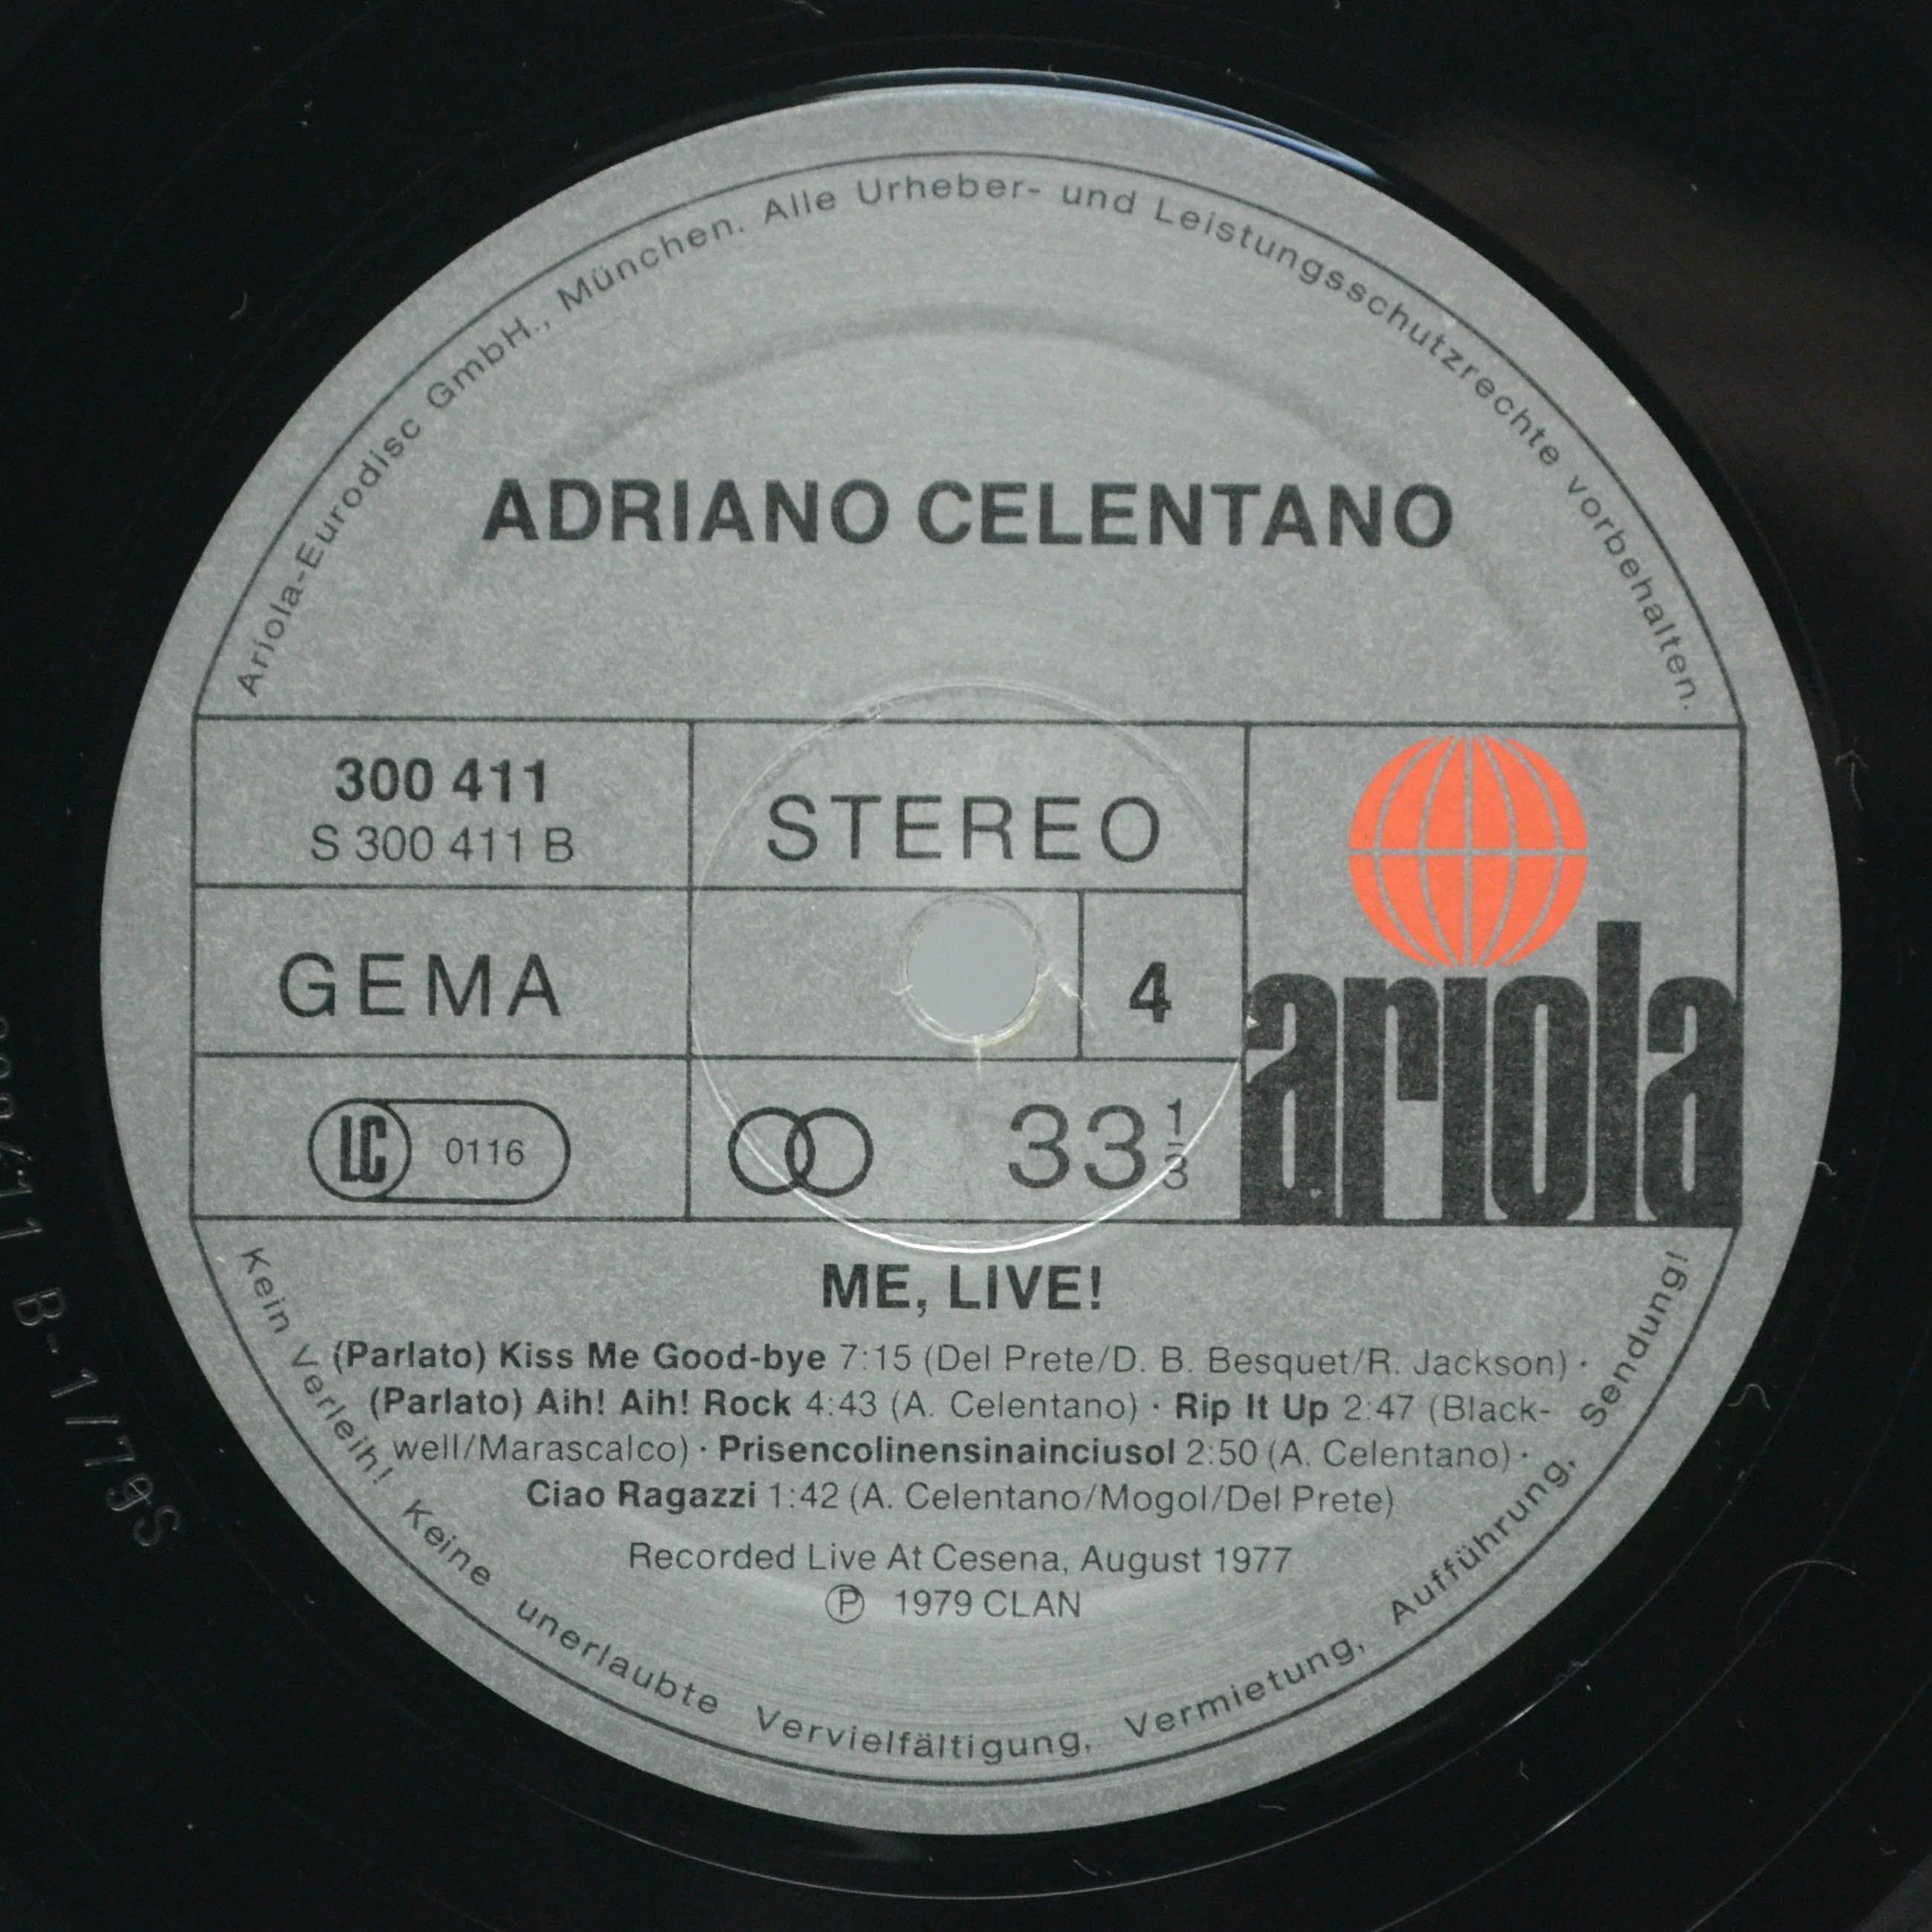 Ariola-Eurodisc GmbH., München. Alle Urheber- und Leistungsschutzrechte vorbehalten.
ADRIANO CELENTANO
300 411
S 300 411 B
STEREO
GEMA
4
LC 0116
33 1/3
ariola
ME, LIVE!
(Parlato) Kiss Me Good-bye 7:15 (Del Prete/D. B. Besquet/R. Jackson) ·
(Parlato) Aih! Aih! Rock 4:43 (A. Celentano) · Rip It Up 2:47 (Black-
well/Marascalco) · Prisencolinensinainciusol 2:50 (A. Celentano) ·
Ciao Ragazzi 1:42 (A. Celentano/Mogol/Del Prete)
Recorded Live At Cesena, August 1977
Ⓟ 1979 CLAN
Kein Verleih! Keine unerlaubte Vervielfältigung, Vermietung, Aufführung, Sendung!
B-1/79S